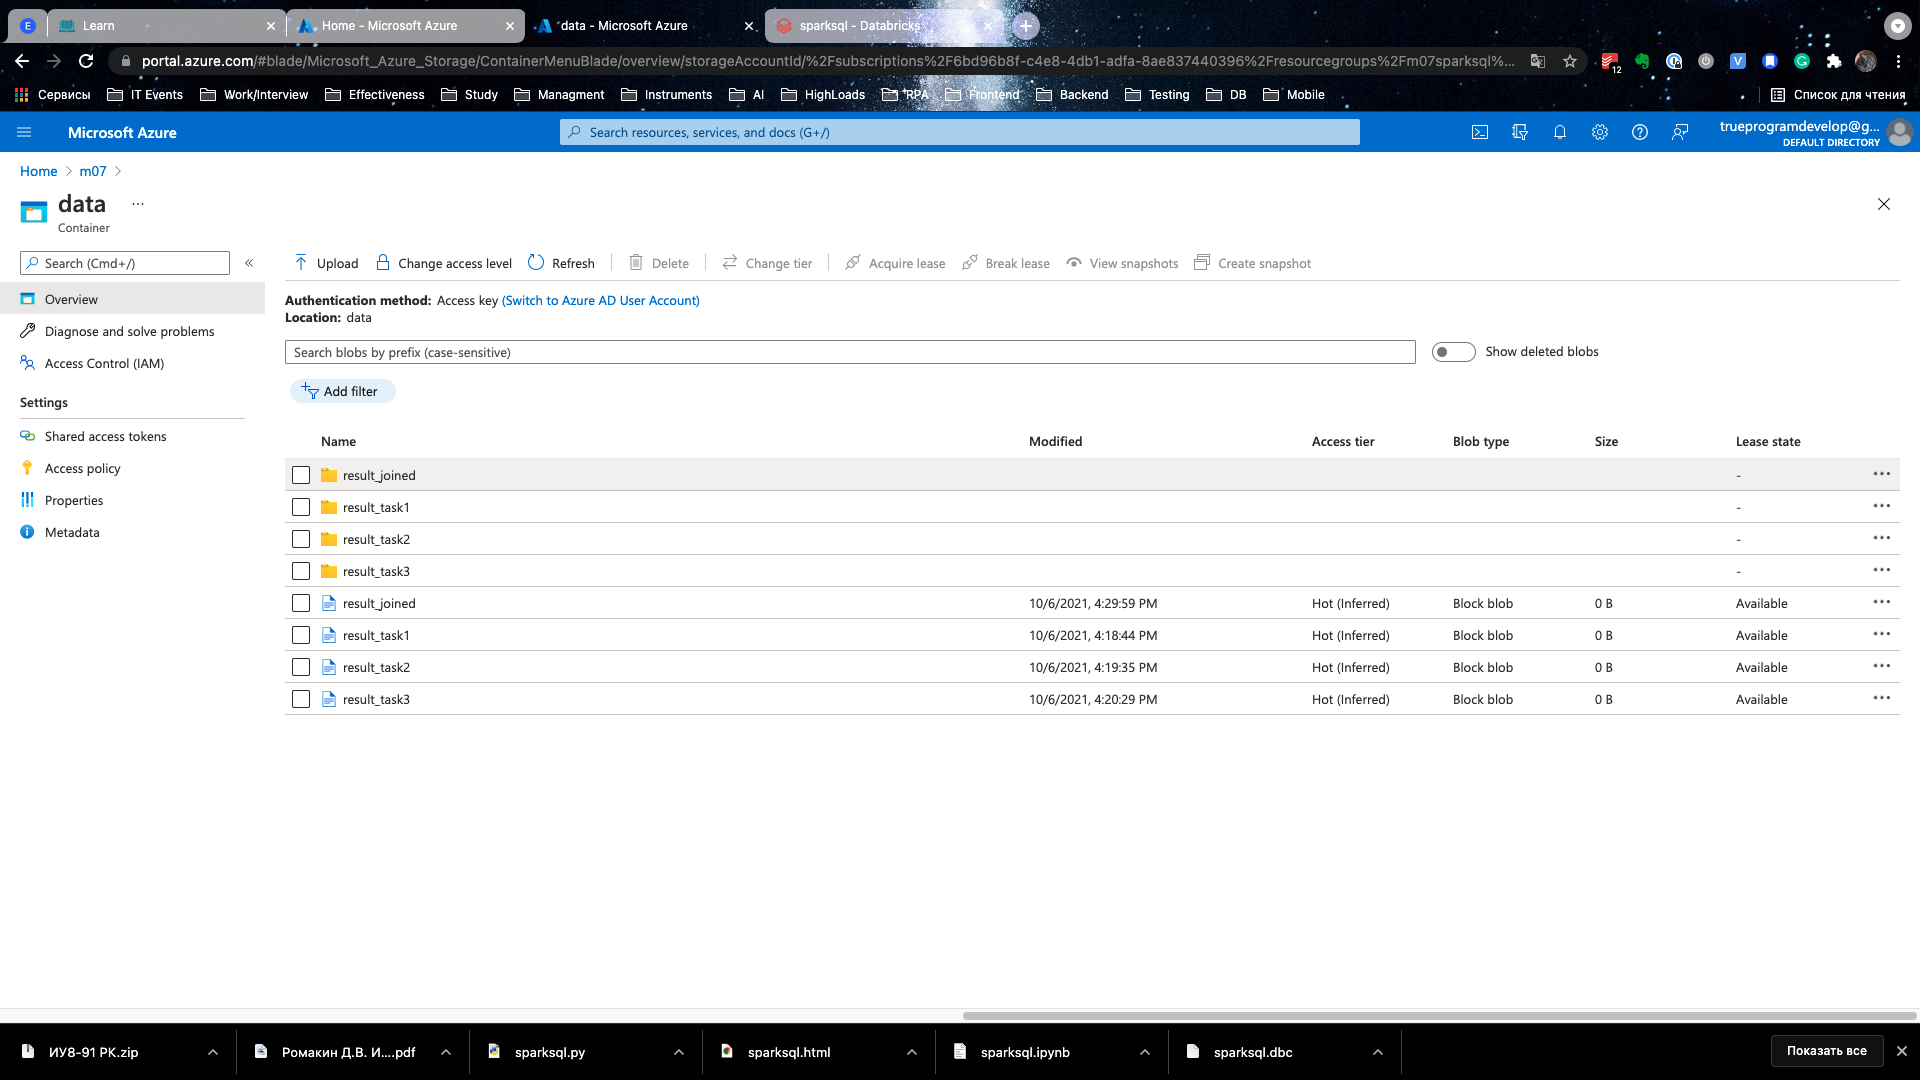 E Learn Home - Microsoft Azure data - Microsoft Azure sparksql - Databricks
portal.azure.com/#blade/Microsoft_Azure_Storage/ContainerMenuBlade/overview/storageAccountId/%2Fsubscriptions%2F6bd96b8f-c4e8-4db1-adfa-8ae837440396%2Fresourcegroups%2Fm07sparksql%... 12
Сервисы IT Events Work/Interview Effectiveness Study Managment Instruments AI HighLoads RPA Frontend Backend Testing DB Mobile Список для чтения
Microsoft Azure Search resources, services, and docs (G+/) trueprogramdevelop@g...
DEFAULT DIRECTORY
Home > m07 >
data ...
Container
Search (Cmd+/) «
Upload Change access level Refresh Delete Change tier Acquire lease Break lease View snapshots Create snapshot
Overview
Diagnose and solve problems
Access Control (IAM)
Settings
Shared access tokens
Access policy
Properties
Metadata
Authentication method: Access key (Switch to Azure AD User Account)
Location: data
Search blobs by prefix (case-sensitive) Show deleted blobs
Add filter
Name Modified Access tier Blob type Size Lease state
result_joined - ...
result_task1 - ...
result_task2 - ...
result_task3 - ...
result_joined 10/6/2021, 4:29:59 PM Hot (Inferred) Block blob 0 B Available ...
result_task1 10/6/2021, 4:18:44 PM Hot (Inferred) Block blob 0 B Available ...
result_task2 10/6/2021, 4:19:35 PM Hot (Inferred) Block blob 0 B Available ...
result_task3 10/6/2021, 4:20:29 PM Hot (Inferred) Block blob 0 B Available ...
ИУ8-91 РК.zip Ромакин Д.В. И....pdf sparksql.py sparksql.html sparksql.ipynb sparksql.dbc Показать все